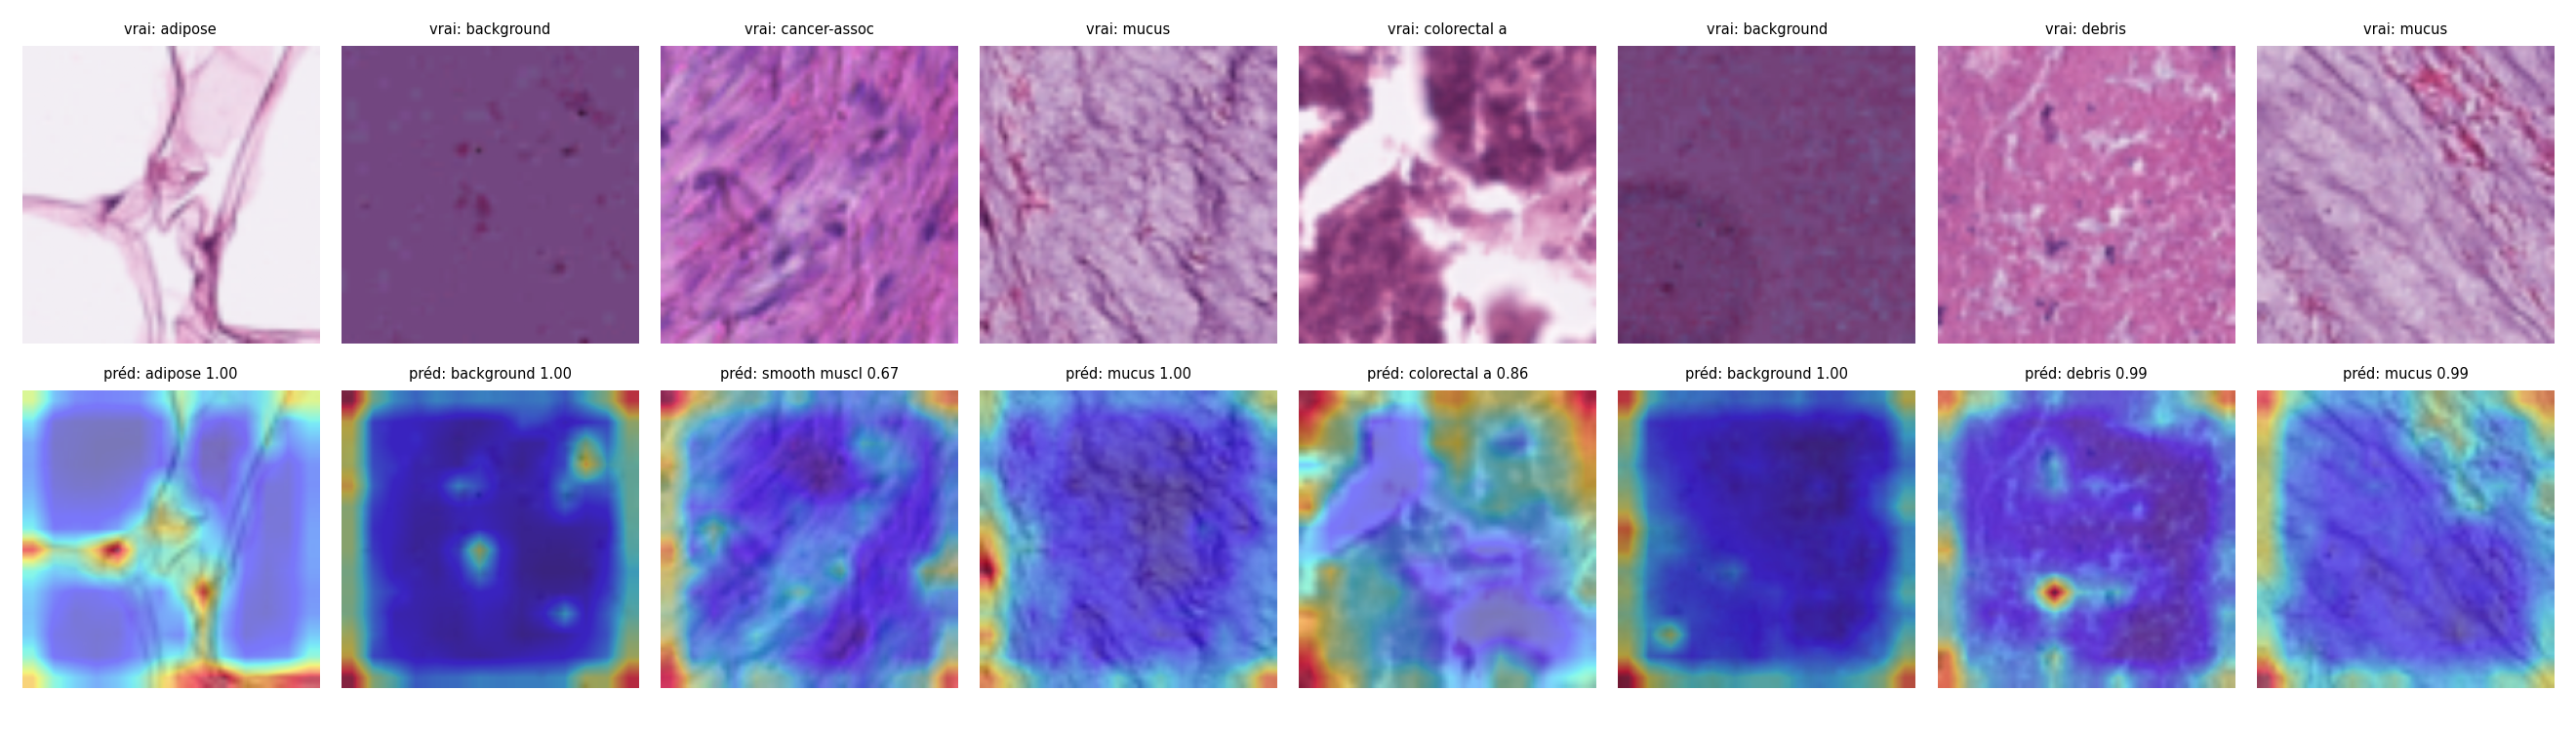 vrai: adipose
vrai: background
vrai: cancer-assoc
vrai: mucus
vrai: colorectal a
vrai: background
vrai: debris
vrai: mucus
préd: adipose 1.00
préd: background 1.00
préd: smooth muscl 0.67
préd: mucus 1.00
préd: colorectal a 0.86
préd: background 1.00
préd: debris 0.99
préd: mucus 0.99